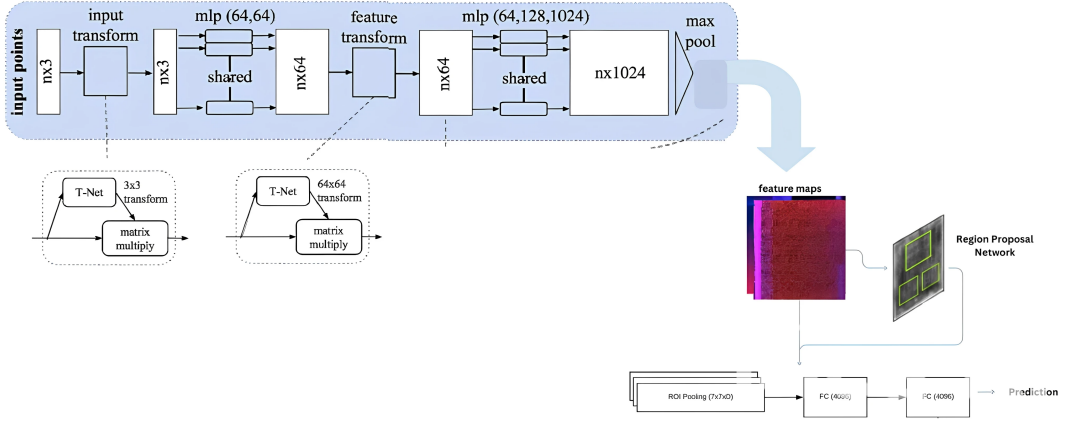 input points
nx3
input
transform
nx3
mlp (64,64)
shared
nx64
feature
transform
nx64
mlp (64,128,1024)
shared
nx1024
max
pool
T-Net
3x3
transform
matrix
multiply
T-Net
64x64
transform
matrix
multiply
feature maps
Region Proposal
Network
ROI Pooling (7x7xD)
FC (4096)
FC (4096)
Prediction